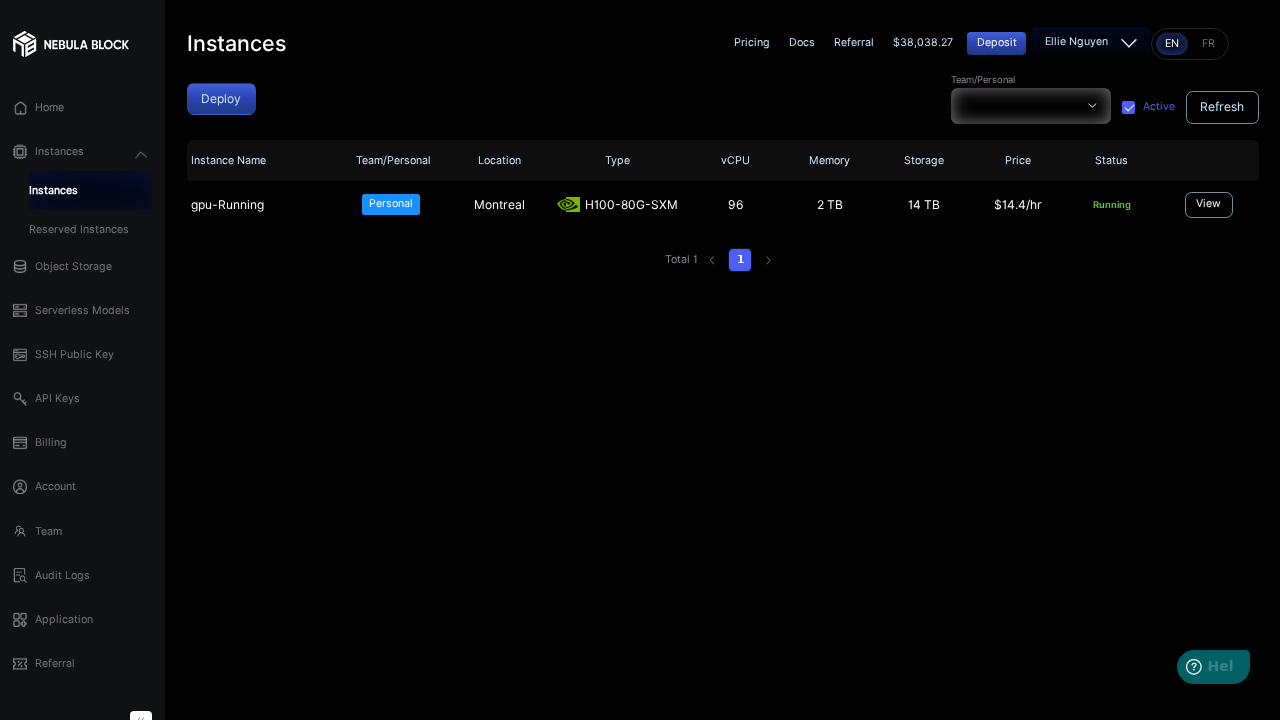 NEBULA BLOCK
Home
Instances
Instances
Reserved Instances
Object Storage
Serverless Models
SSH Public Key
API Keys
Billing
Account
Team
Audit Logs
Application
Referral
Instances
Pricing Docs Referral $38,038.27 Deposit Ellie Nguyen EN FR
Deploy
Team/Personal
Active Refresh
Instance Name Team/Personal Location Type vCPU Memory Storage Price Status
gpu-Running Personal Montreal H100-80G-SXM 96 2 TB 14 TB $14.4/hr Running View
Total 1 1
Hel